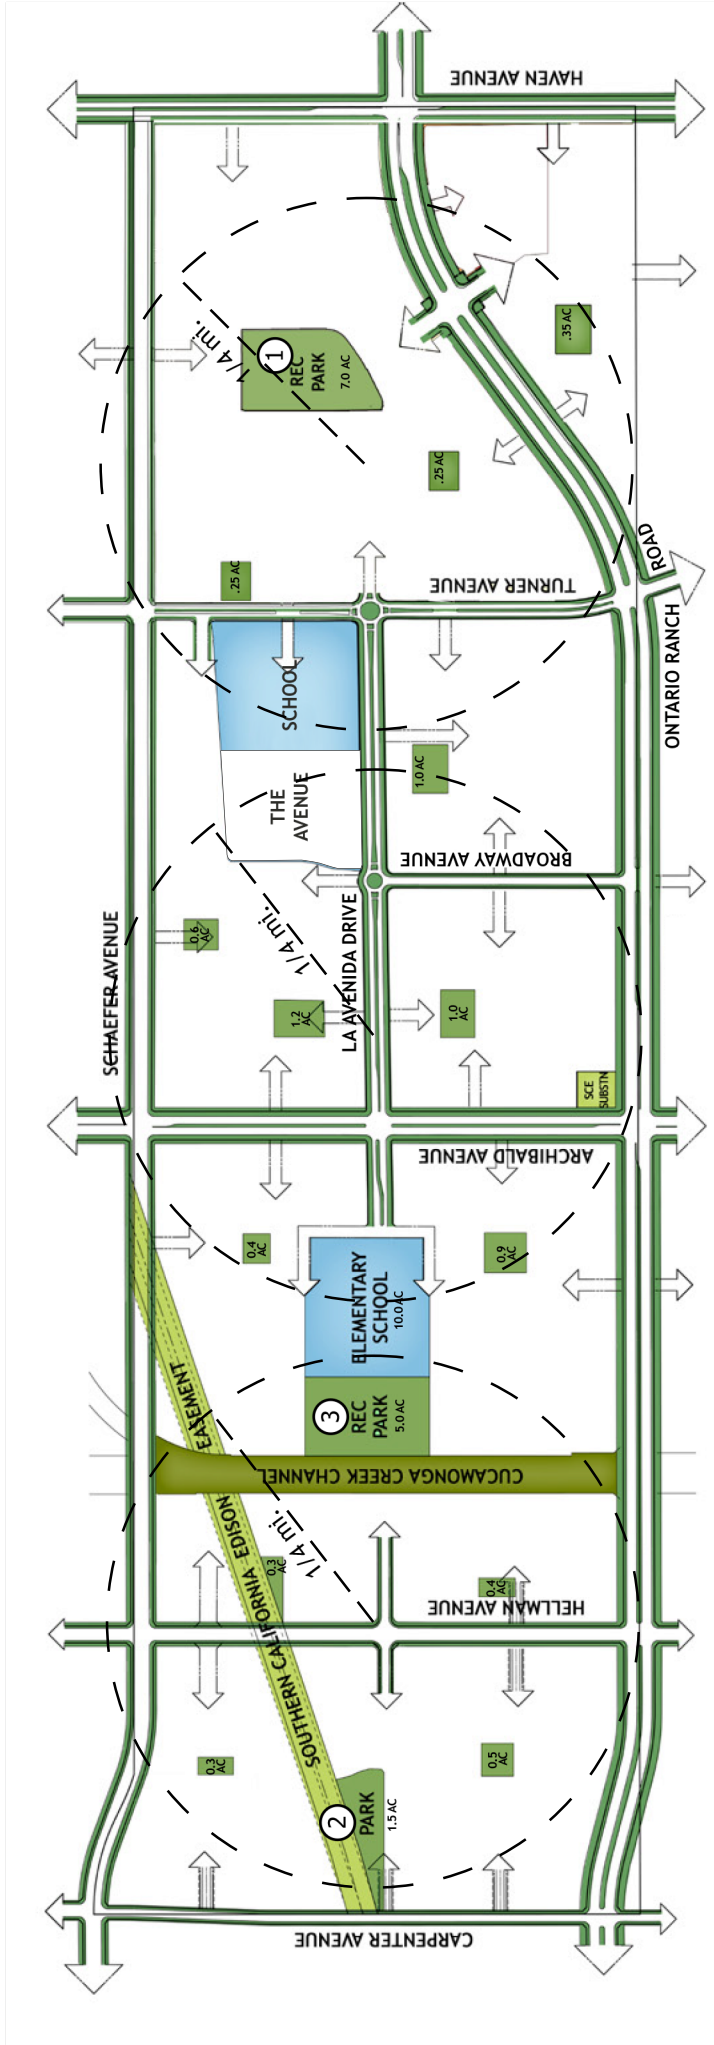 HAVEN AVENUE
1/4 mi.
1
REC
PARK
7.0 AC
.35 AC
.25 AC
.25 AC
TURNER AVENUE
ONTARIO RANCH
ROAD
SCHOOL
THE
AVENUE
1.0 AC
BROADWAY AVENUE
0.6
AC
1/4 mi.
LA AVENIDA DRIVE
SCHAEFER AVENUE
1.2
AC
1.0
AC
SCE
SUBSTN
ARCHIBALD AVENUE
0.4
AC
0.9
AC
ELEMENTARY
SCHOOL
10.0 AC
3
REC
PARK
5.0 AC
CUCAMONGA CREEK CHANNEL
SOUTHERN CALIFORNIA EDISON EASEMENT
1/4 mi.
0.3
AC
0.4
AC
HELLMAN AVENUE
0.3
AC
0.5
AC
2
PARK
1.5 AC
CARPENTER AVENUE